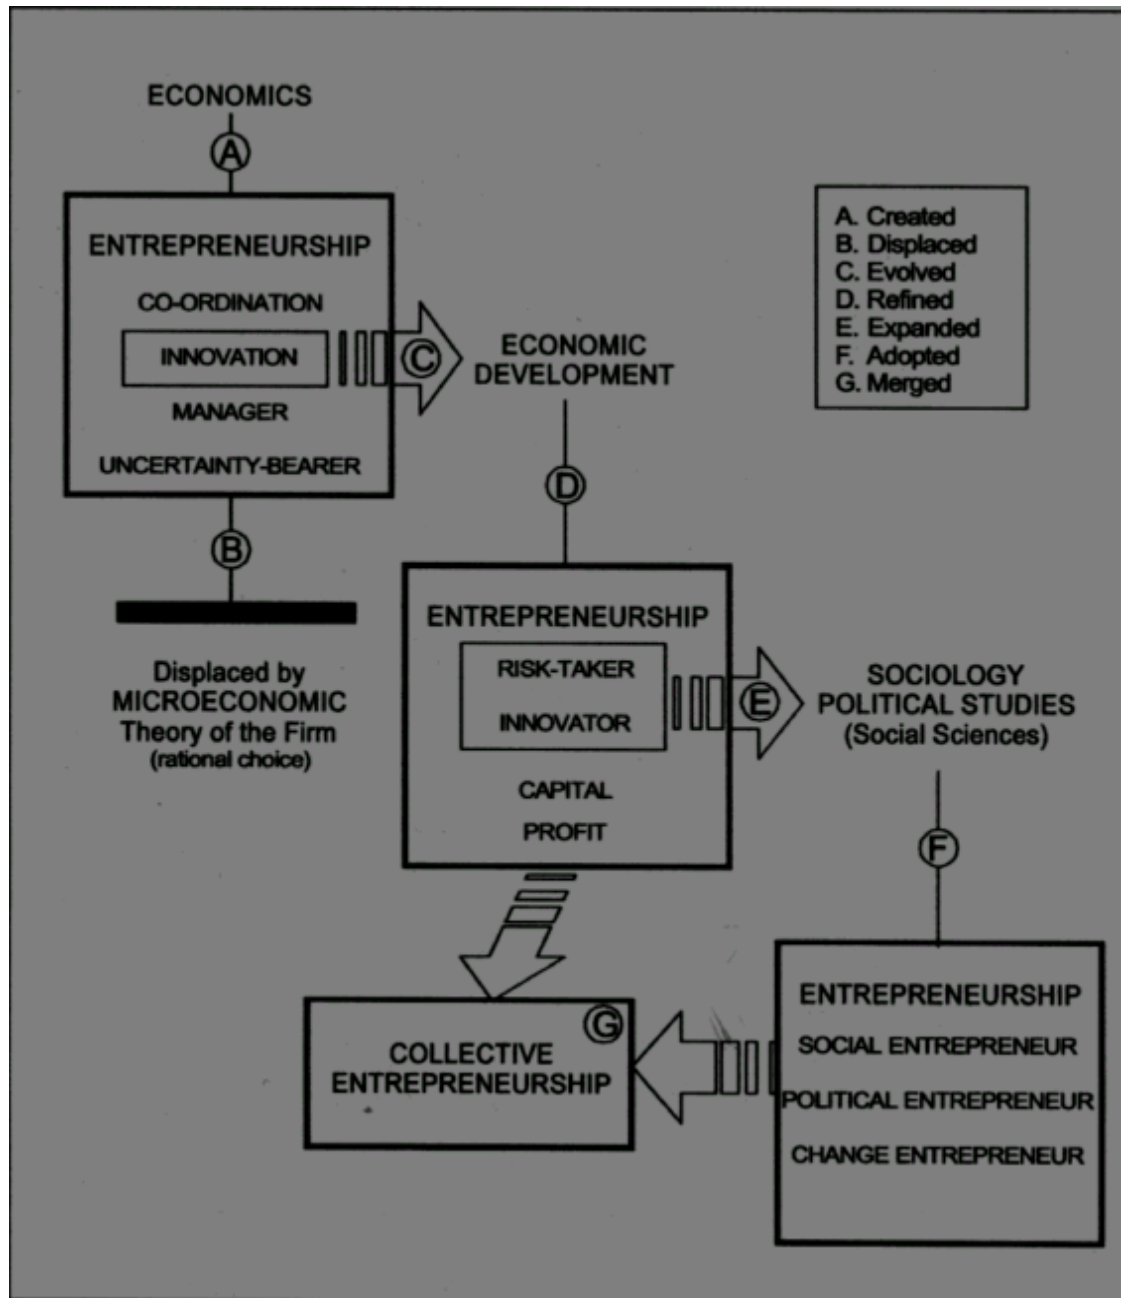 ECONOMICS
A
ENTREPRENEURSHIP
CO-ORDINATION
INNOVATION
MANAGER
UNCERTAINTY-BEARER
C
ECONOMIC
DEVELOPMENT
A. Created
B. Displaced
C. Evolved
D. Refined
E. Expanded
F. Adopted
G. Merged
B
Displaced by
MICROECONOMIC
Theory of the Firm
(rational choice)
D
ENTREPRENEURSHIP
RISK-TAKER
INNOVATOR
CAPITAL
PROFIT
E
SOCIOLOGY
POLITICAL STUDIES
(Social Sciences)
F
ENTREPRENEURSHIP
SOCIAL ENTREPRENEUR
POLITICAL ENTREPRENEUR
CHANGE ENTREPRENEUR
G
COLLECTIVE
ENTREPRENEURSHIP